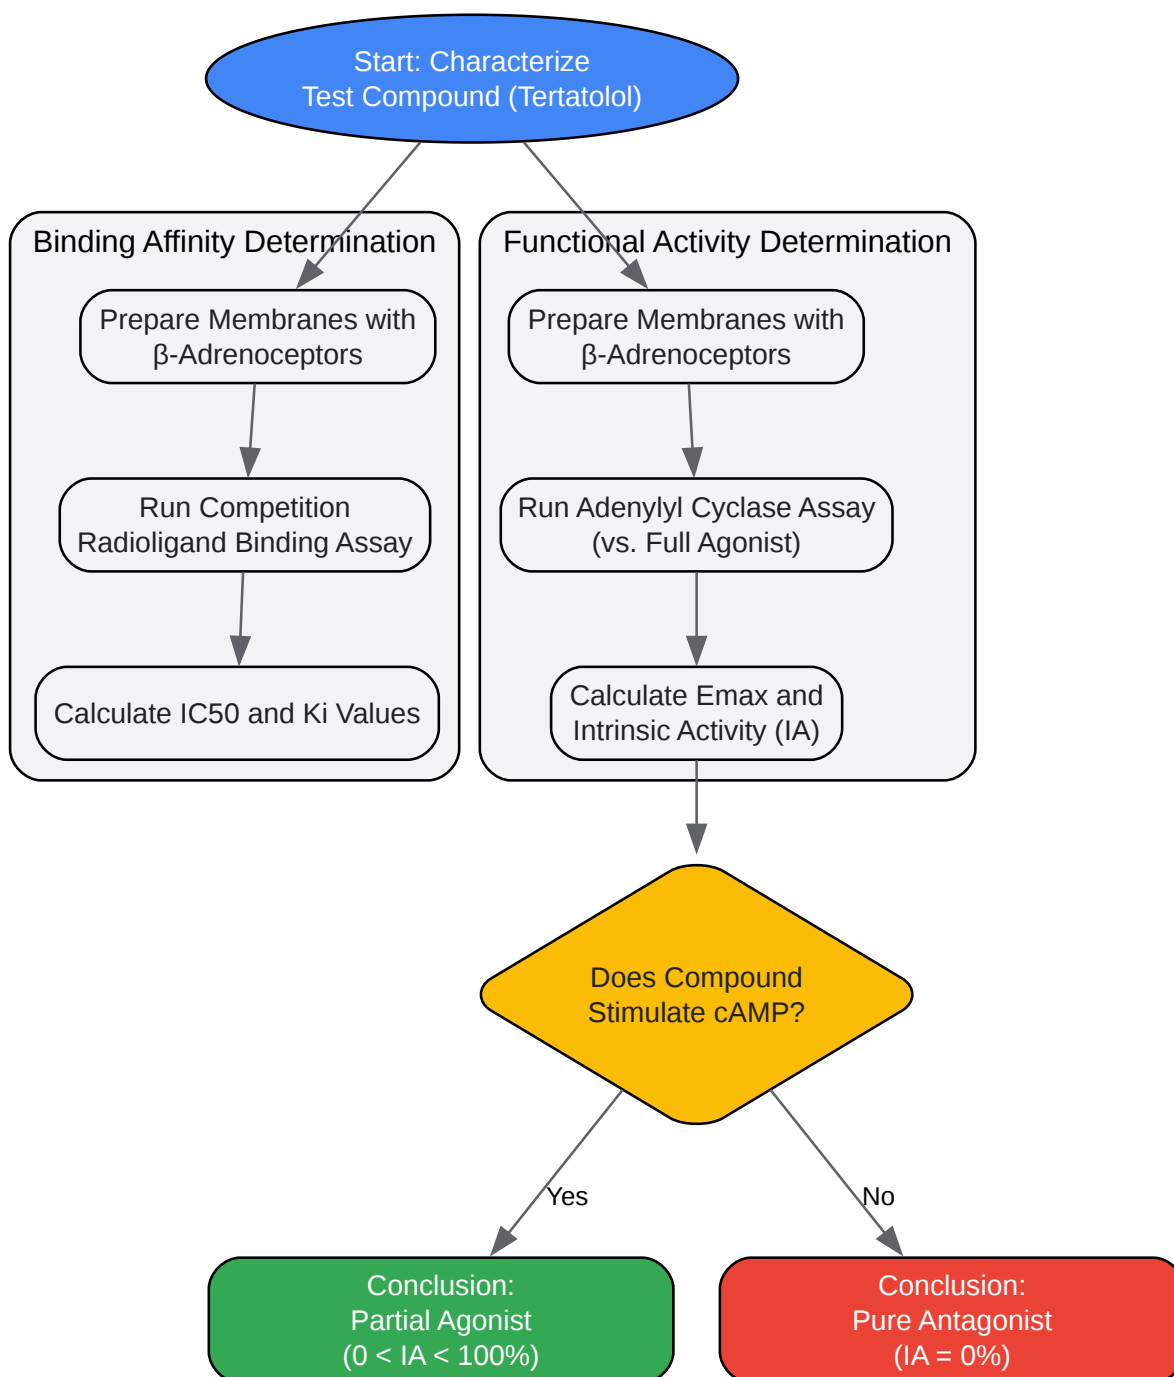 Start: Characterize
Test Compound (Tertatolol)
Binding Affinity Determination
Prepare Membranes with
β-Adrenoceptors
Run Competition
Radioligand Binding Assay
Calculate IC50 and Ki Values
Functional Activity Determination
Prepare Membranes with
β-Adrenoceptors
Run Adenylyl Cyclase Assay
(vs. Full Agonist)
Calculate Emax and
Intrinsic Activity (IA)
Does Compound
Stimulate cAMP?
Yes
No
Conclusion:
Partial Agonist
(0 < IA < 100%)
Conclusion:
Pure Antagonist
(IA = 0%)